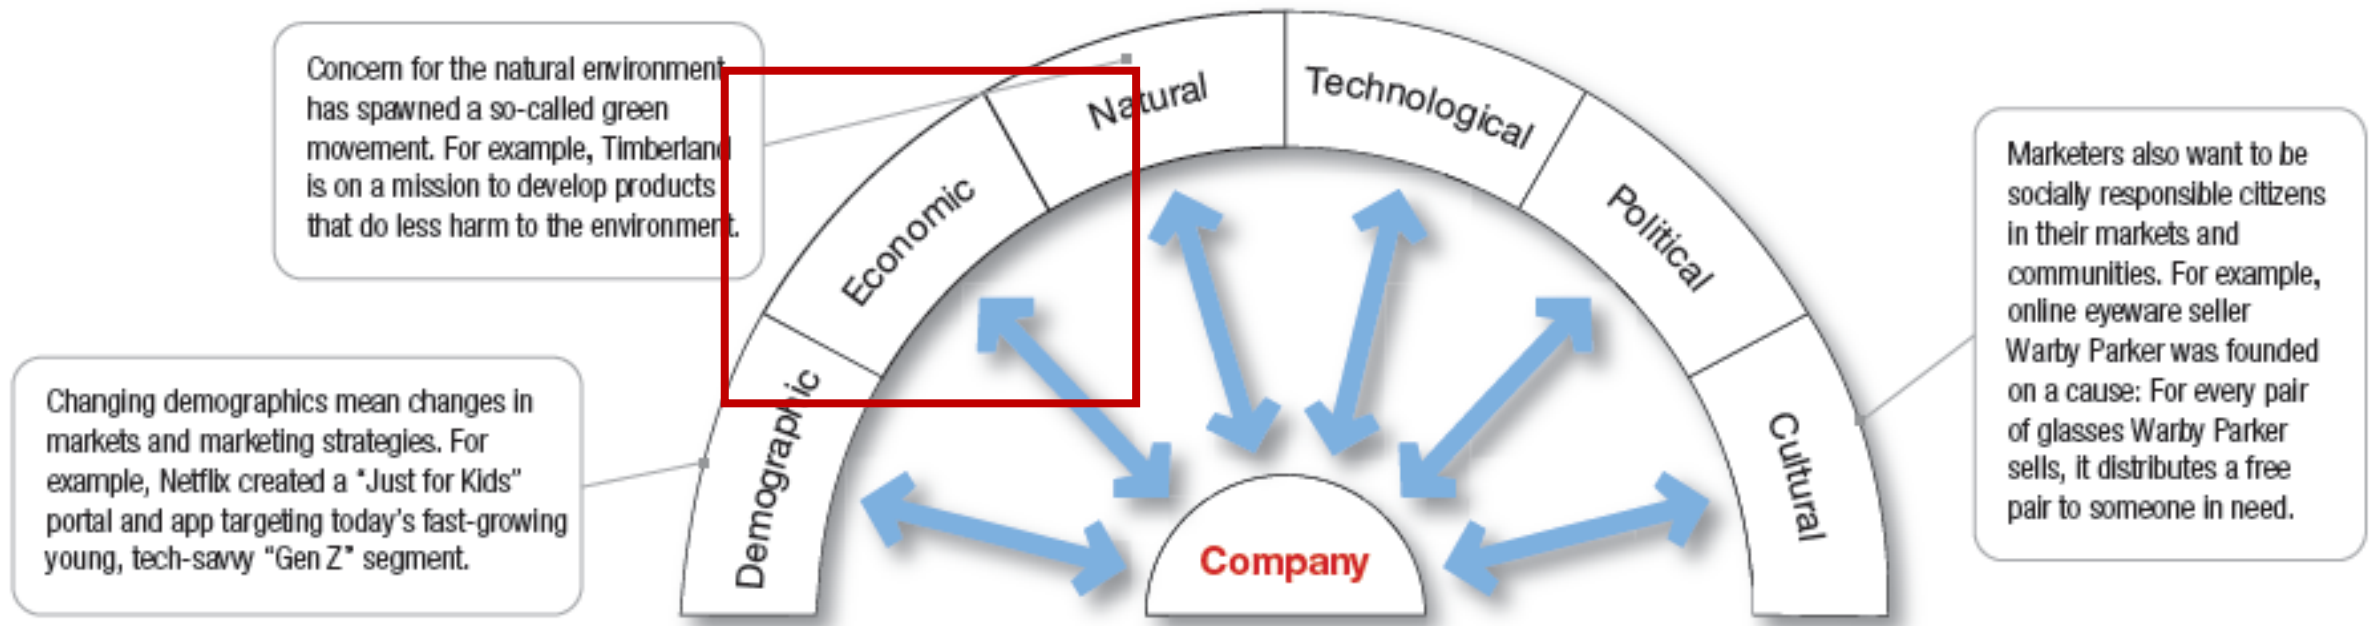 Concern for the natural environment
has spawned a so-called green
movement. For example, Timberland
is on a mission to develop products
that do less harm to the environment.
Changing demographics mean changes in
markets and marketing strategies. For
example, Netflix created a “Just for Kids”
portal and app targeting today’s fast-growing
young, tech-savvy “Gen Z” segment.
Demographic
Economic
Natural
Technological
Political
Cultural
Company
Marketers also want to be
socially responsible citizens
in their markets and
communities. For example,
online eyeware seller
Warby Parker was founded
on a cause: For every pair
of glasses Warby Parker
sells, it distributes a free
pair to someone in need.